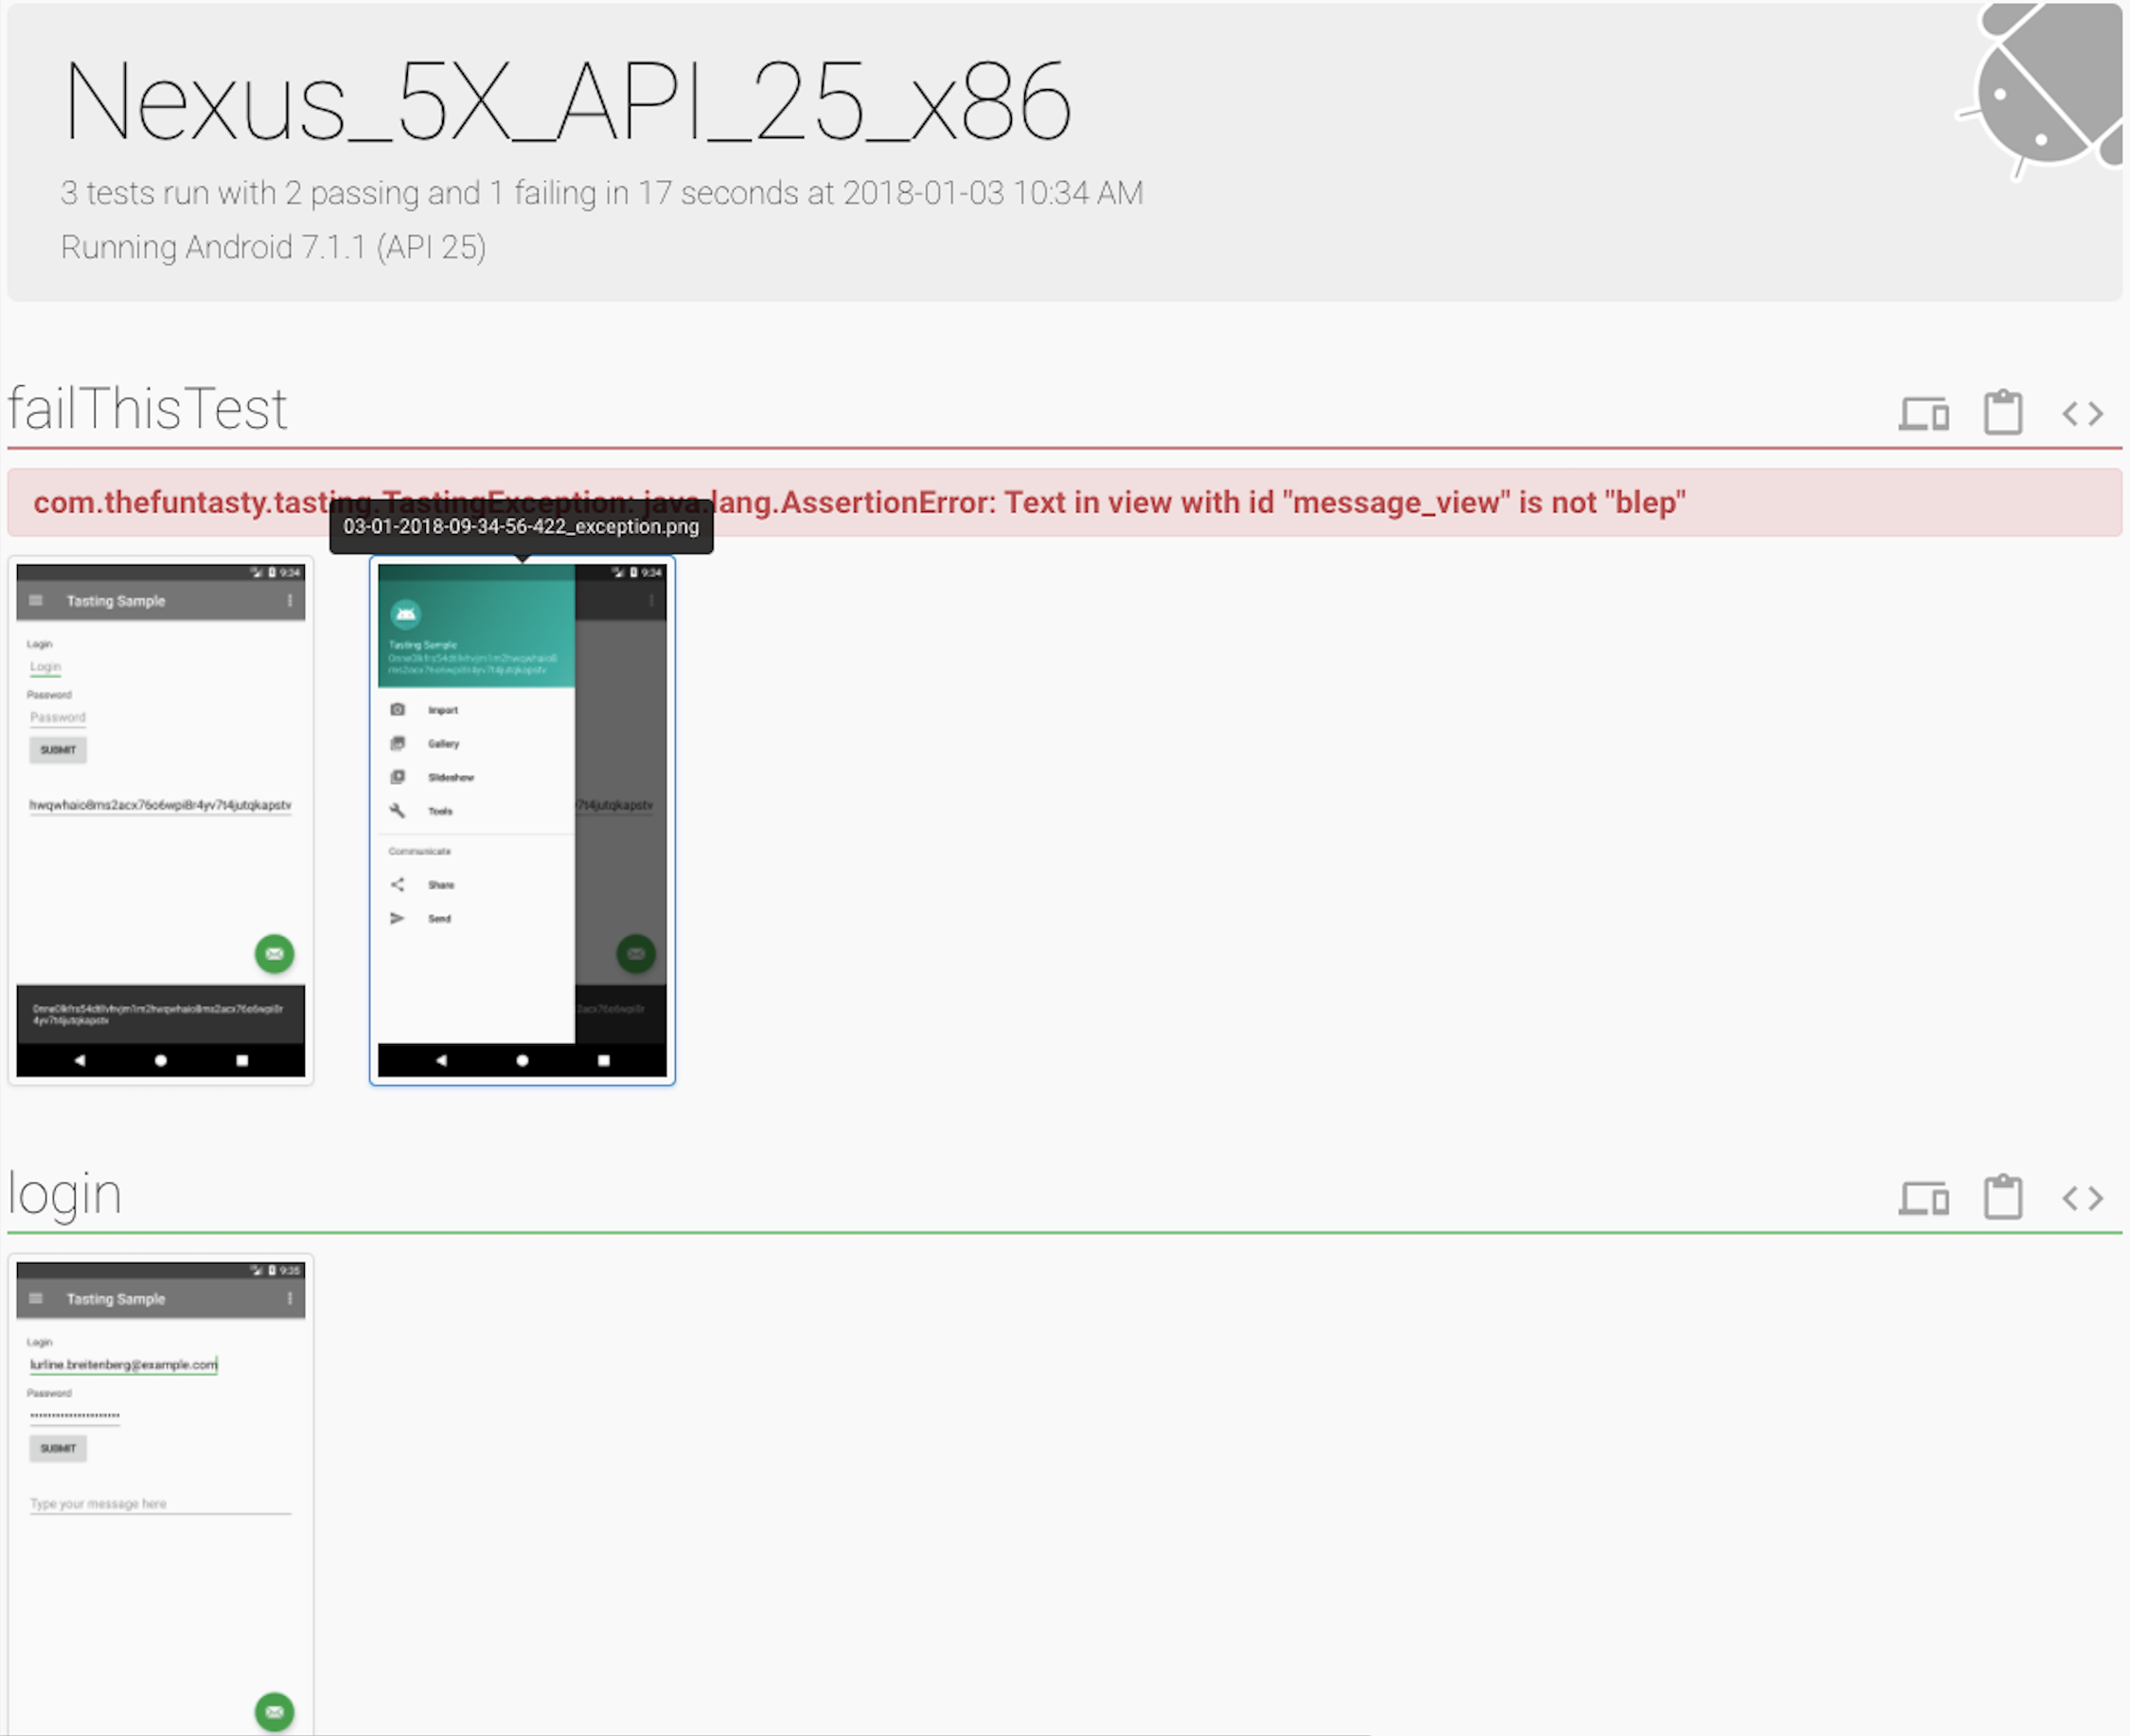 Nexus_5X_API_25_x86
3 tests run with 2 passing and 1 failing in 17 seconds at 2018-01-03 10:34 AM
Running Android 7.1.1 (API 25)
failThisTest
com.thefuntasty.tasting.TastingException: java.lang.AssertionError: Text in view with id "message_view" is not "blep"
03-01-2018-09-34-56-422_exception.png
9:34
Tasting Sample
Login
Login
Password
Password
SUBMIT
hwqwhaio8ms2acx76o6wpi8r4yv7t4jutqkapstv
9:34
Tasting Sample
Import
Gallery
Slideshow
Tools
Communicate
Share
Send
login
9:35
Tasting Sample
Login
lurline.breitenberg@example.com
Password
SUBMIT
Type your message here